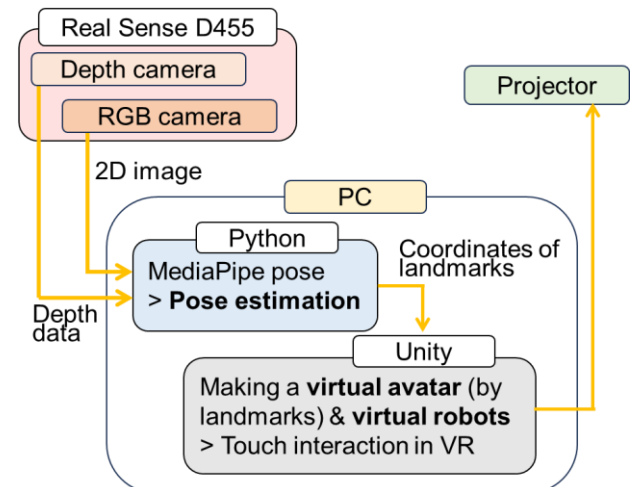 Real Sense D455
Depth camera
RGB camera
Projector
2D image
PC
Python
MediaPipe pose
> Pose estimation
Coordinates of
landmarks
Depth
data
Unity
Making a virtual avatar (by
landmarks) & virtual robots
> Touch interaction in VR